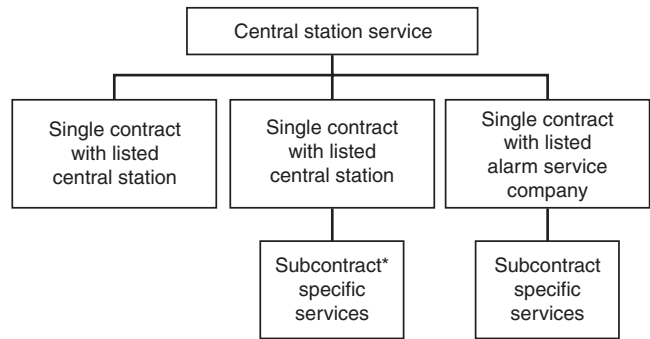 Central station service
Single contract
with listed
central station
Single contract
with listed
central station
Single contract
with listed
alarm service
company
Subcontract*
specific
services
Subcontract
specific
services